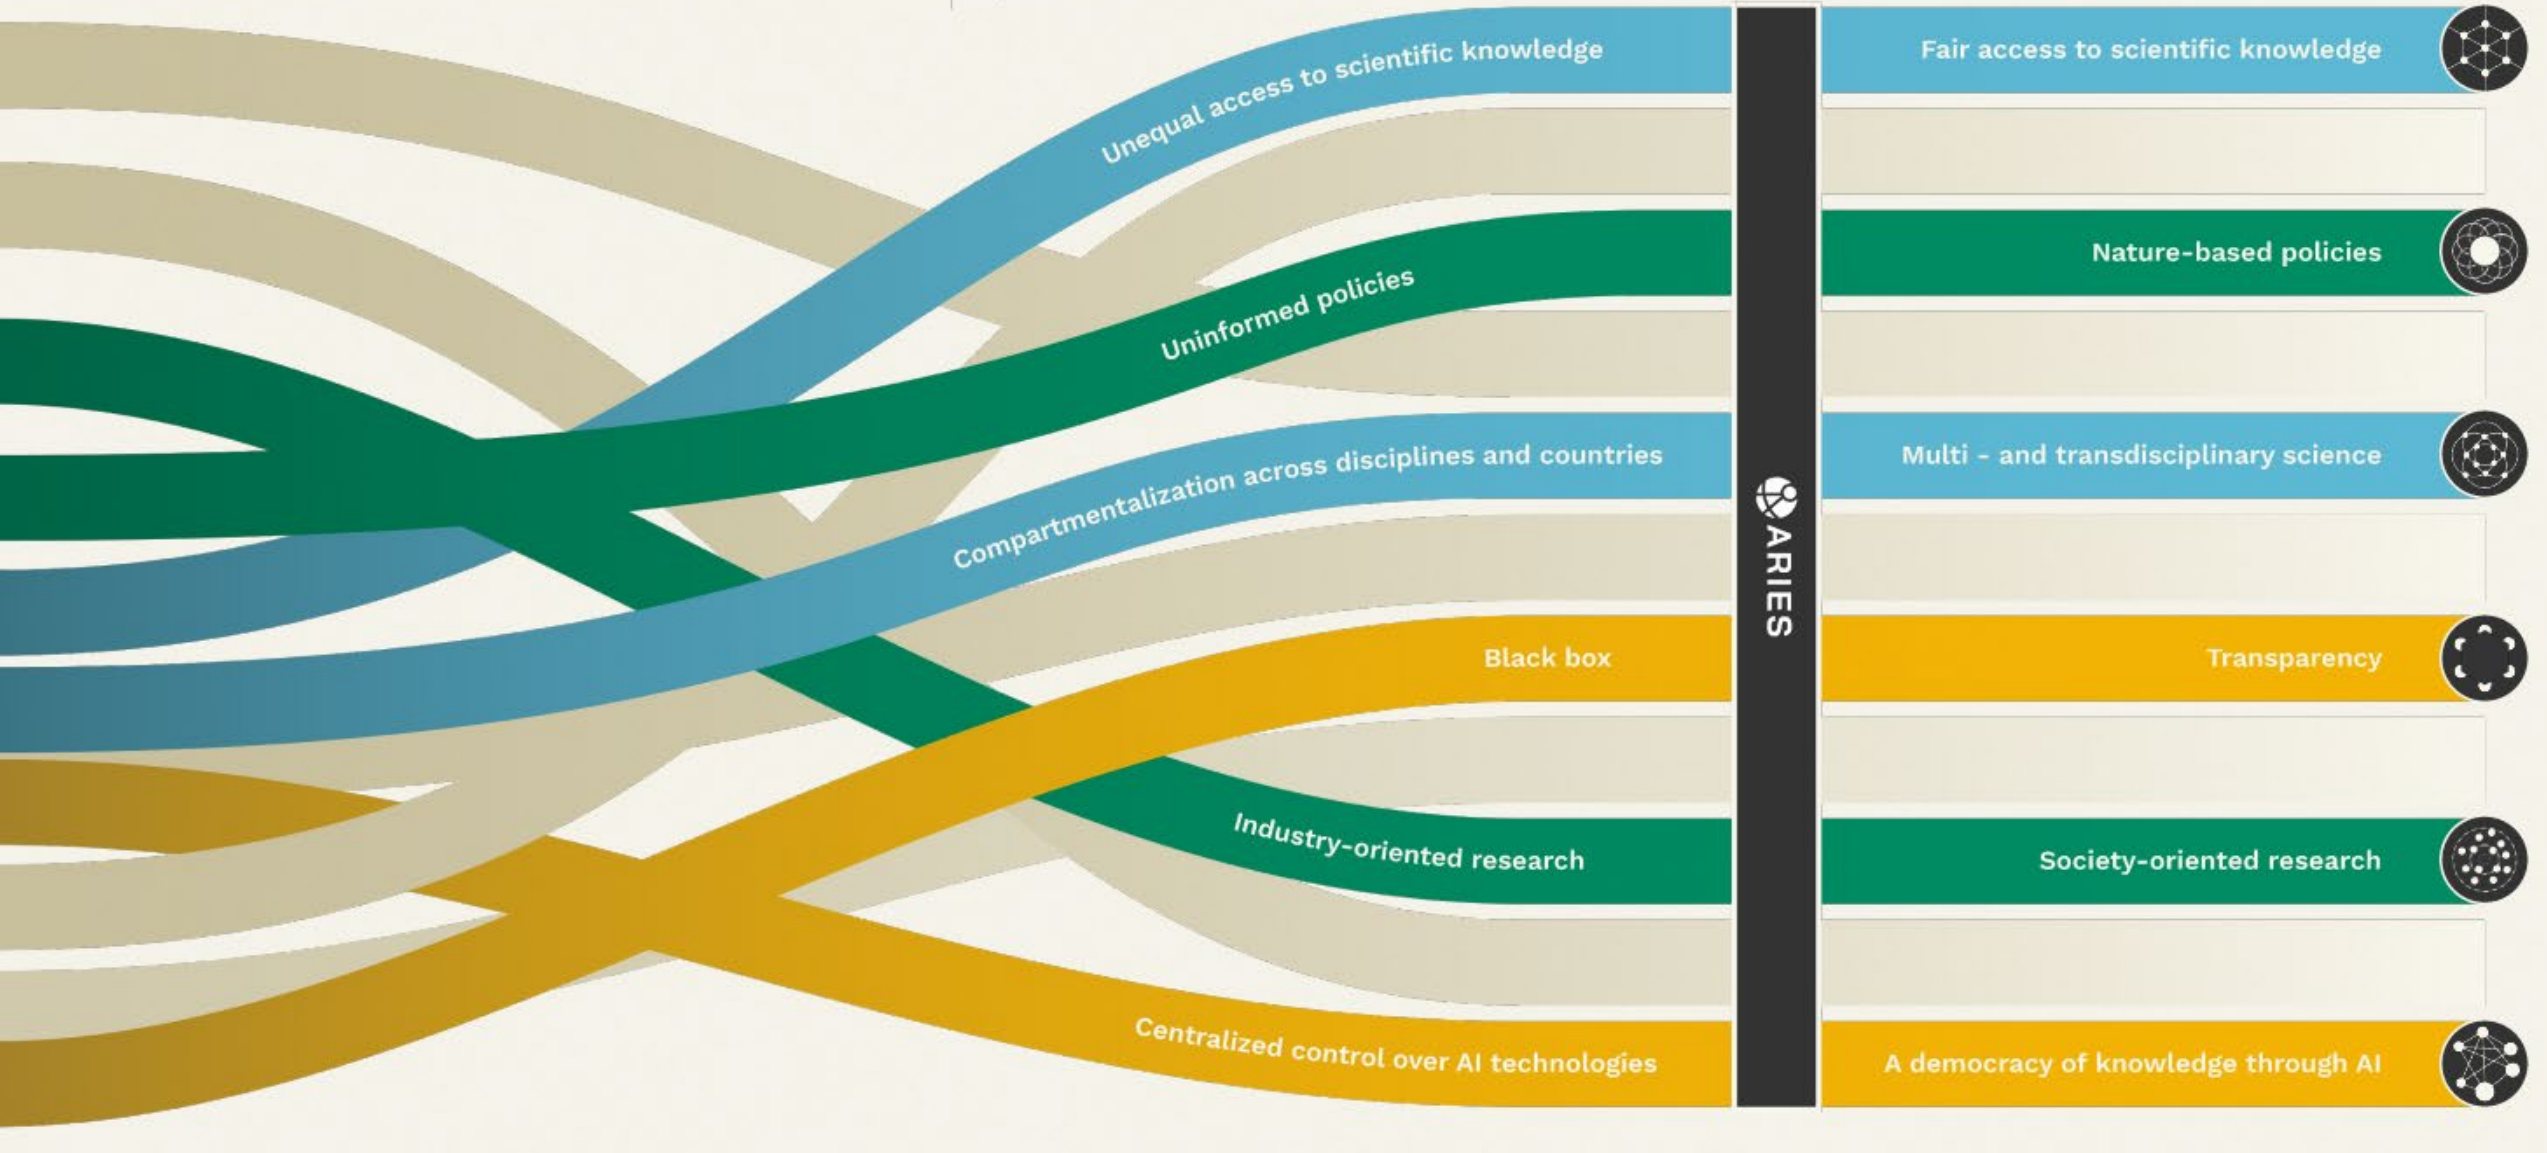 Unequal access to scientific knowledge
Fair access to scientific knowledge
Uninformed policies
Nature-based policies
Compartmentalization across disciplines and countries
Multi - and transdisciplinary science
ARIES
Black box
Transparency
Industry-oriented research
Society-oriented research
Centralized control over AI technologies
A democracy of knowledge through AI